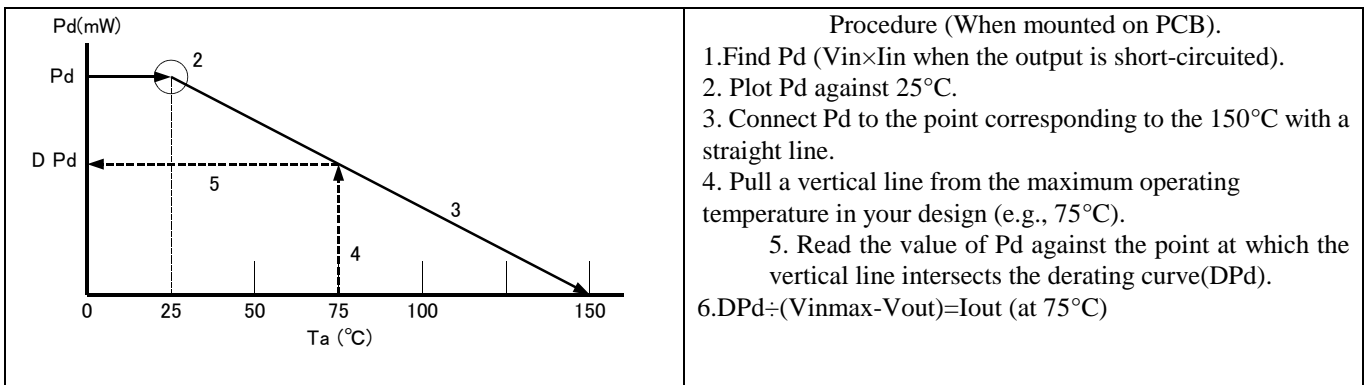 Pd(mW)
Pd
2
D Pd
5
3
4
0 25 50 75 100 150
Ta (℃)
Procedure (When mounted on PCB).
1.Find Pd (Vin×Iin when the output is short-circuited).
2. Plot Pd against 25°C.
3. Connect Pd to the point corresponding to the 150°C with a
straight line.
4. Pull a vertical line from the maximum operating
temperature in your design (e.g., 75°C).
5. Read the value of Pd against the point at which the
vertical line intersects the derating curve(DPd).
6.DPd÷(Vinmax-Vout)=Iout (at 75°C)